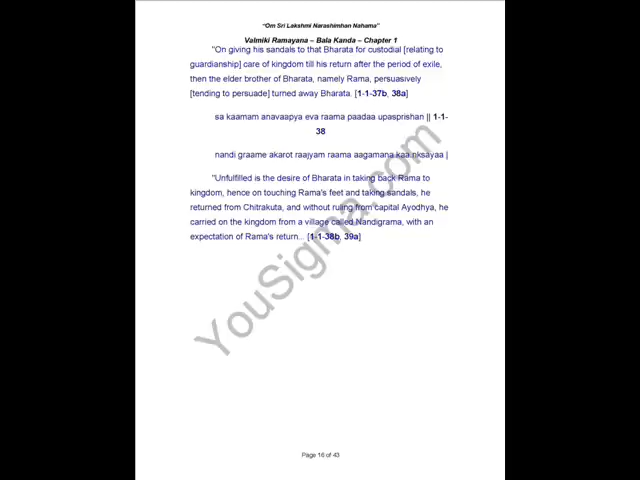 "Om Sri Lakshmi Narashimhan Nahama"
Valmiki Ramayana – Bala Kanda – Chapter 1
"On giving his sandals to that Bharata for custodial [relating to
guardianship] care of kingdom till his return after the period of exile,
then the elder brother of Bharata, namely Rama, persuasively
[tending to persuade] turned away Bharata. [1-1-37b, 38a]
sa kaamam anavaapya eva raama paadaa upasprishan || 1-1-
38
nandi graame akarot raajyam raama aagamana kaa nksayaa |
"Unfulfilled is the desire of Bharata in taking back Rama to
kingdom, hence on touching Rama's feet and taking sandals, he
returned from Chitrakuta, and without ruling from capital Ayodhya, he
carried on the kingdom from a village called Nandigrama, with an
expectation of Rama's return... [1-1-38b, 39a]
YouSigma.com
Page 16 of 43